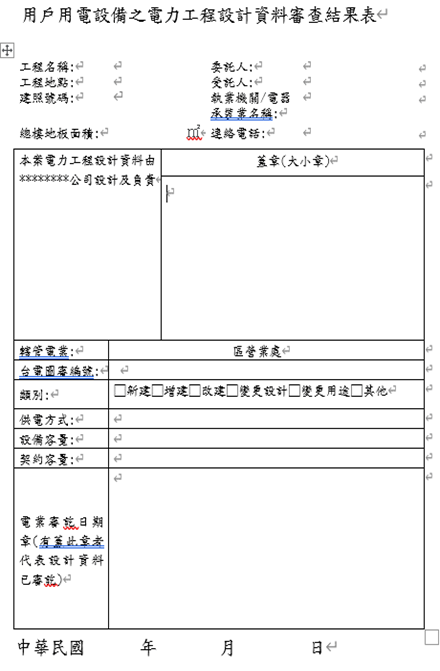 用戶用電設備之電力工程設計資料審查結果表
工程名稱: 委託人:
工程地點: 受託人:
建照號碼: 執業機關/電器
承裝業名稱:
總樓地板面積: ㎡ 連絡電話:
本案電力工程設計資料由 蓋章(大小章)
********公司設計及負責
轄管電業: 區營業處
台電圖審編號:
類別: □新建□增建□改建□變更設計□變更用途□其他
供電方式:
設備容量:
契約容量:
電業審訖日期
章(有蓋此章者
代表設計資料
已審訖)
中華民國 年 月 日